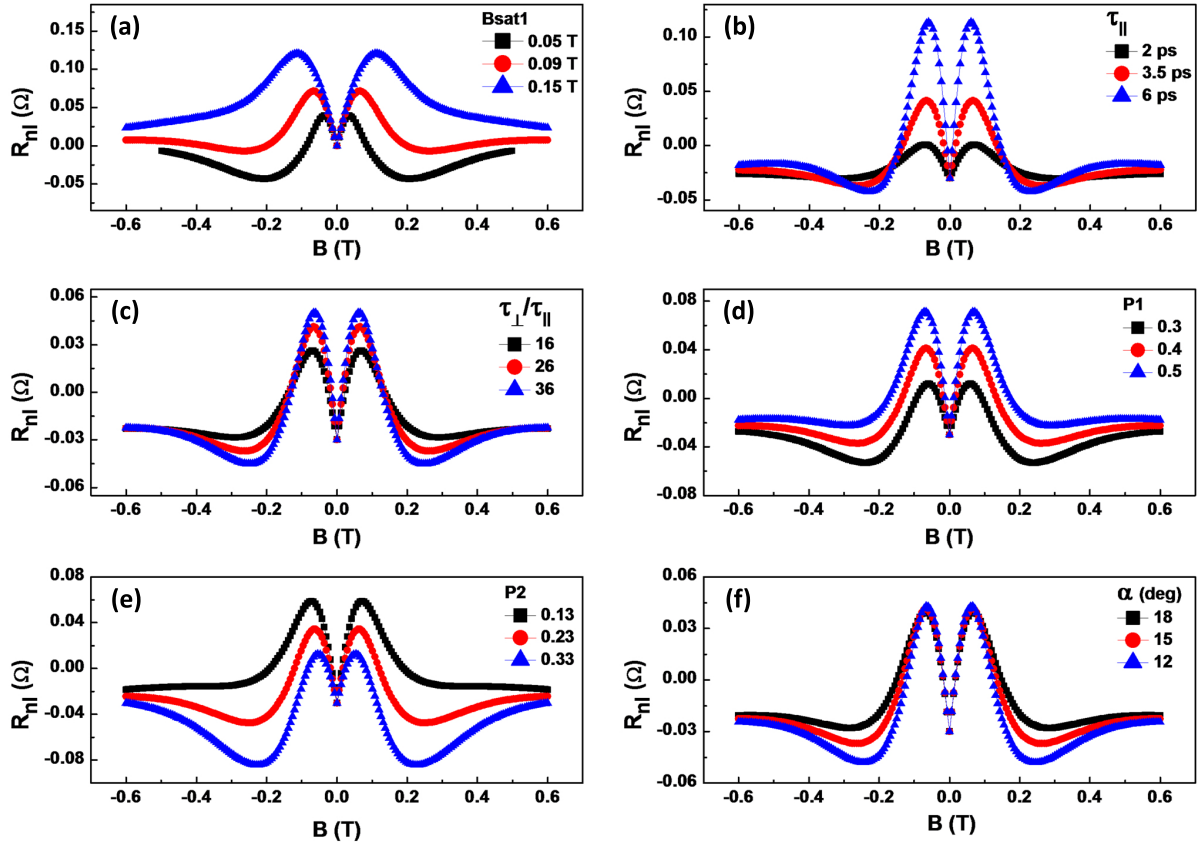 (a)
Bsat1
0.05 T
0.09 T
0.15 T
0.15
0.10
0.05
0.00
-0.05
Rnl (Ω)
-0.6 -0.4 -0.2 0.0 0.2 0.4 0.6
B (T)
(b)
τ||
2 ps
3.5 ps
6 ps
0.10
0.05
0.00
-0.05
Rnl (Ω)
-0.6 -0.4 -0.2 0.0 0.2 0.4 0.6
B (T)
(c)
τ⊥/τ||
16
26
36
0.06
0.03
0.00
-0.03
-0.06
Rnl (Ω)
-0.6 -0.4 -0.2 0.0 0.2 0.4 0.6
B (T)
(d)
P1
0.3
0.4
0.5
0.08
0.04
0.00
-0.04
-0.08
Rnl (Ω)
-0.6 -0.4 -0.2 0.0 0.2 0.4 0.6
B (T)
(e)
P2
0.13
0.23
0.33
0.08
0.04
0.00
-0.04
-0.08
Rnl (Ω)
-0.6 -0.4 -0.2 0.0 0.2 0.4 0.6
B (T)
(f)
α (deg)
18
15
12
0.06
0.03
0.00
-0.03
-0.06
Rnl (Ω)
-0.6 -0.4 -0.2 0.0 0.2 0.4 0.6
B (T)